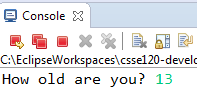 Console
C:\EclipseWorkspaces\csse120-develo
How old are you? 13